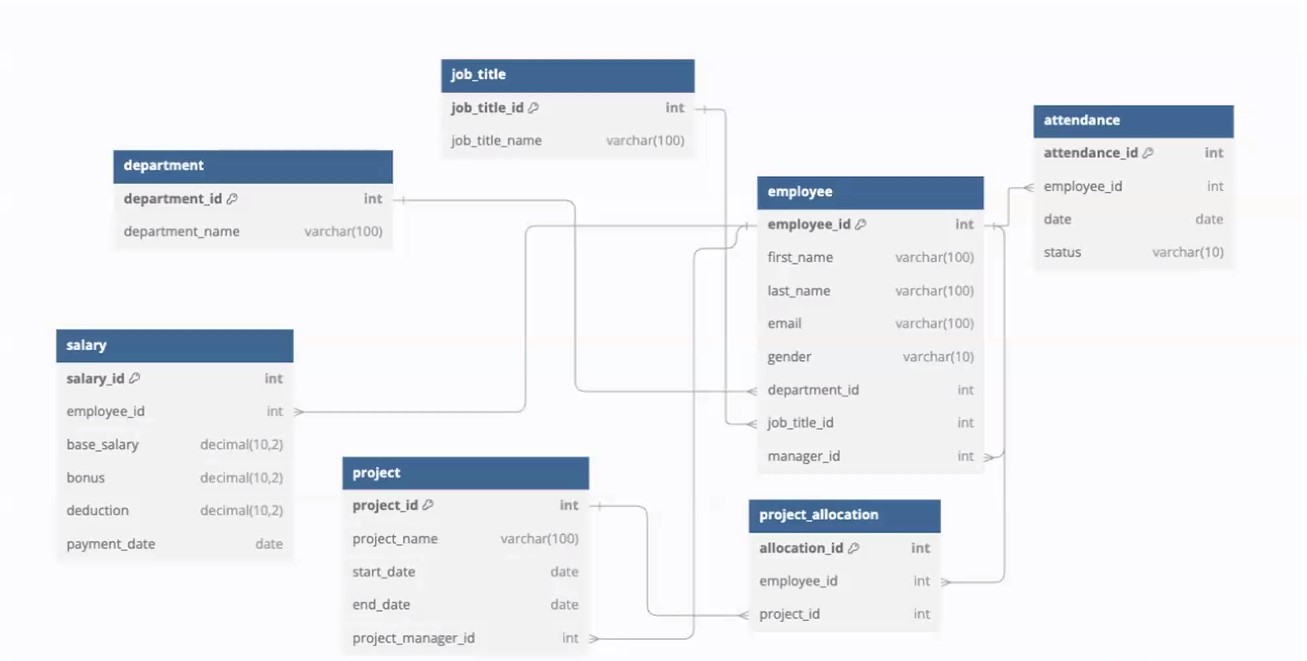 job_title
job_title_id int
job_title_name varchar(100)
attendance
attendance_id int
employee_id int
date date
status varchar(10)
department
department_id int
department_name varchar(100)
employee
employee_id int
first_name varchar(100)
last_name varchar(100)
email varchar(100)
gender varchar(10)
department_id int
job_title_id int
manager_id int
salary
salary_id int
employee_id int
base_salary decimal(10,2)
bonus decimal(10,2)
deduction decimal(10,2)
payment_date date
project
project_id int
project_name varchar(100)
start_date date
end_date date
project_manager_id int
project_allocation
allocation_id int
employee_id int
project_id int